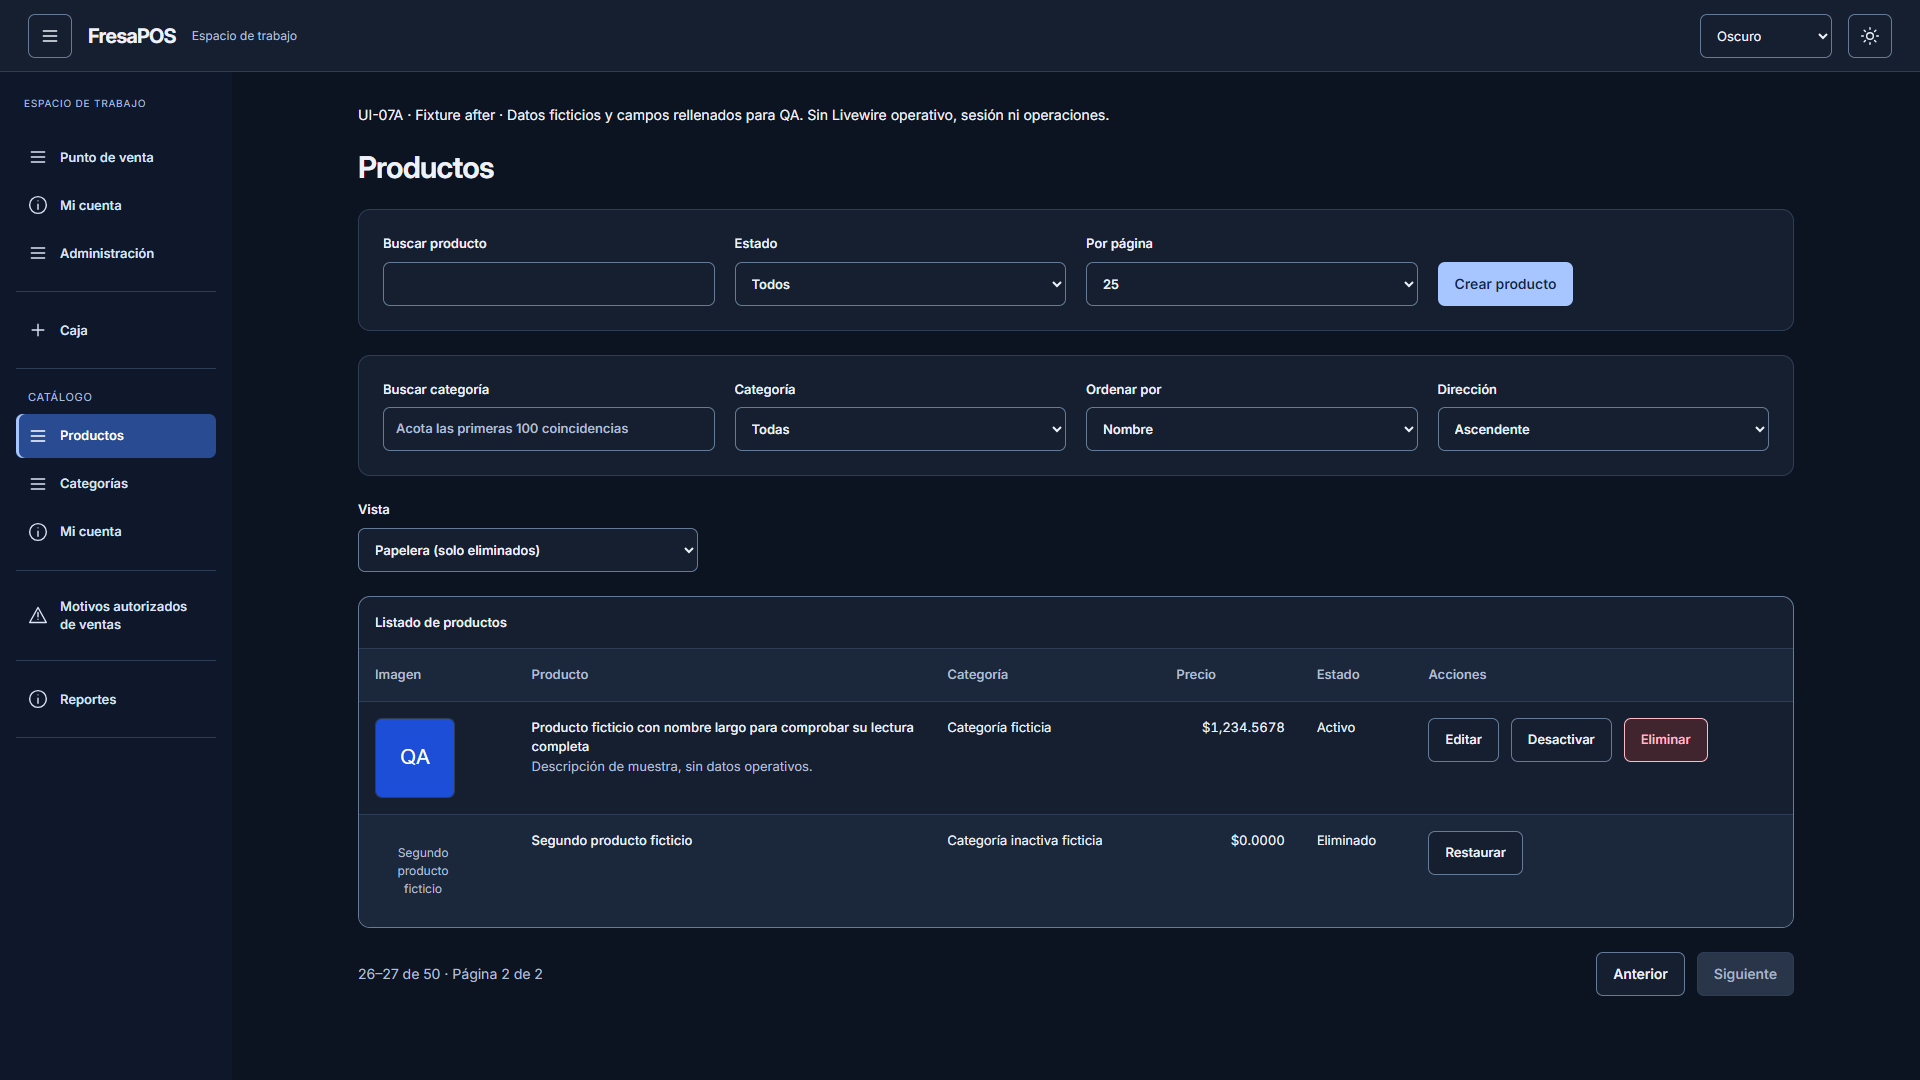 FresaPOS
Espacio de trabajo
Oscuro
ESPACIO DE TRABAJO
Punto de venta
Mi cuenta
Administración
Caja
CATÁLOGO
Productos
Categorías
Mi cuenta
Motivos autorizados
de ventas
Reportes
UI-07A · Fixture after · Datos ficticios y campos rellenados para QA. Sin Livewire operativo, sesión ni operaciones.
Productos
Buscar producto
Estado
Todos
Por página
25
Crear producto
Buscar categoría
Acota las primeras 100 coincidencias
Categoría
Todas
Ordenar por
Nombre
Dirección
Ascendente
Vista
Papelera (solo eliminados)
Listado de productos
Imagen Producto Categoría Precio Estado Acciones
QA
Producto ficticio con nombre largo para comprobar su lectura
completa
Descripción de muestra, sin datos operativos.
Categoría ficticia
$1,234.5678
Activo
Editar
Desactivar
Eliminar
Segundo
producto
ficticio
Segundo producto ficticio
Categoría inactiva ficticia
$0.0000
Eliminado
Restaurar
26–27 de 50 · Página 2 de 2
Anterior
Siguiente